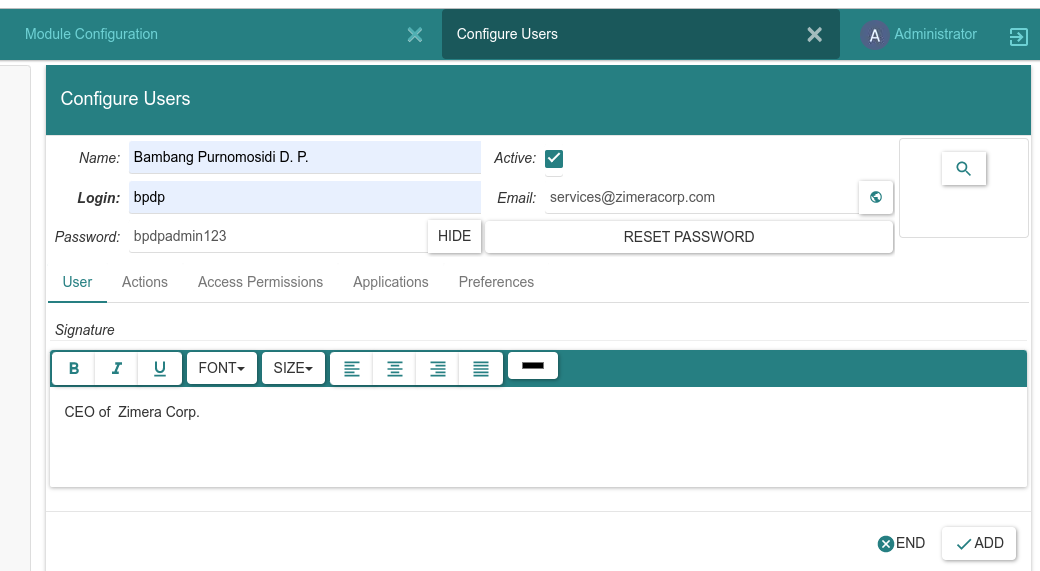 Module Configuration
Configure Users
A Administrator
Configure Users
Name: Bambang Purnomosidi D. P. Active:
Login: bpdp Email: services@zimeracorp.com
Password: bpdpadmin123 HIDE RESET PASSWORD
User Actions Access Permissions Applications Preferences
Signature
B I U FONT SIZE
CEO of  Zimera Corp.
END ADD